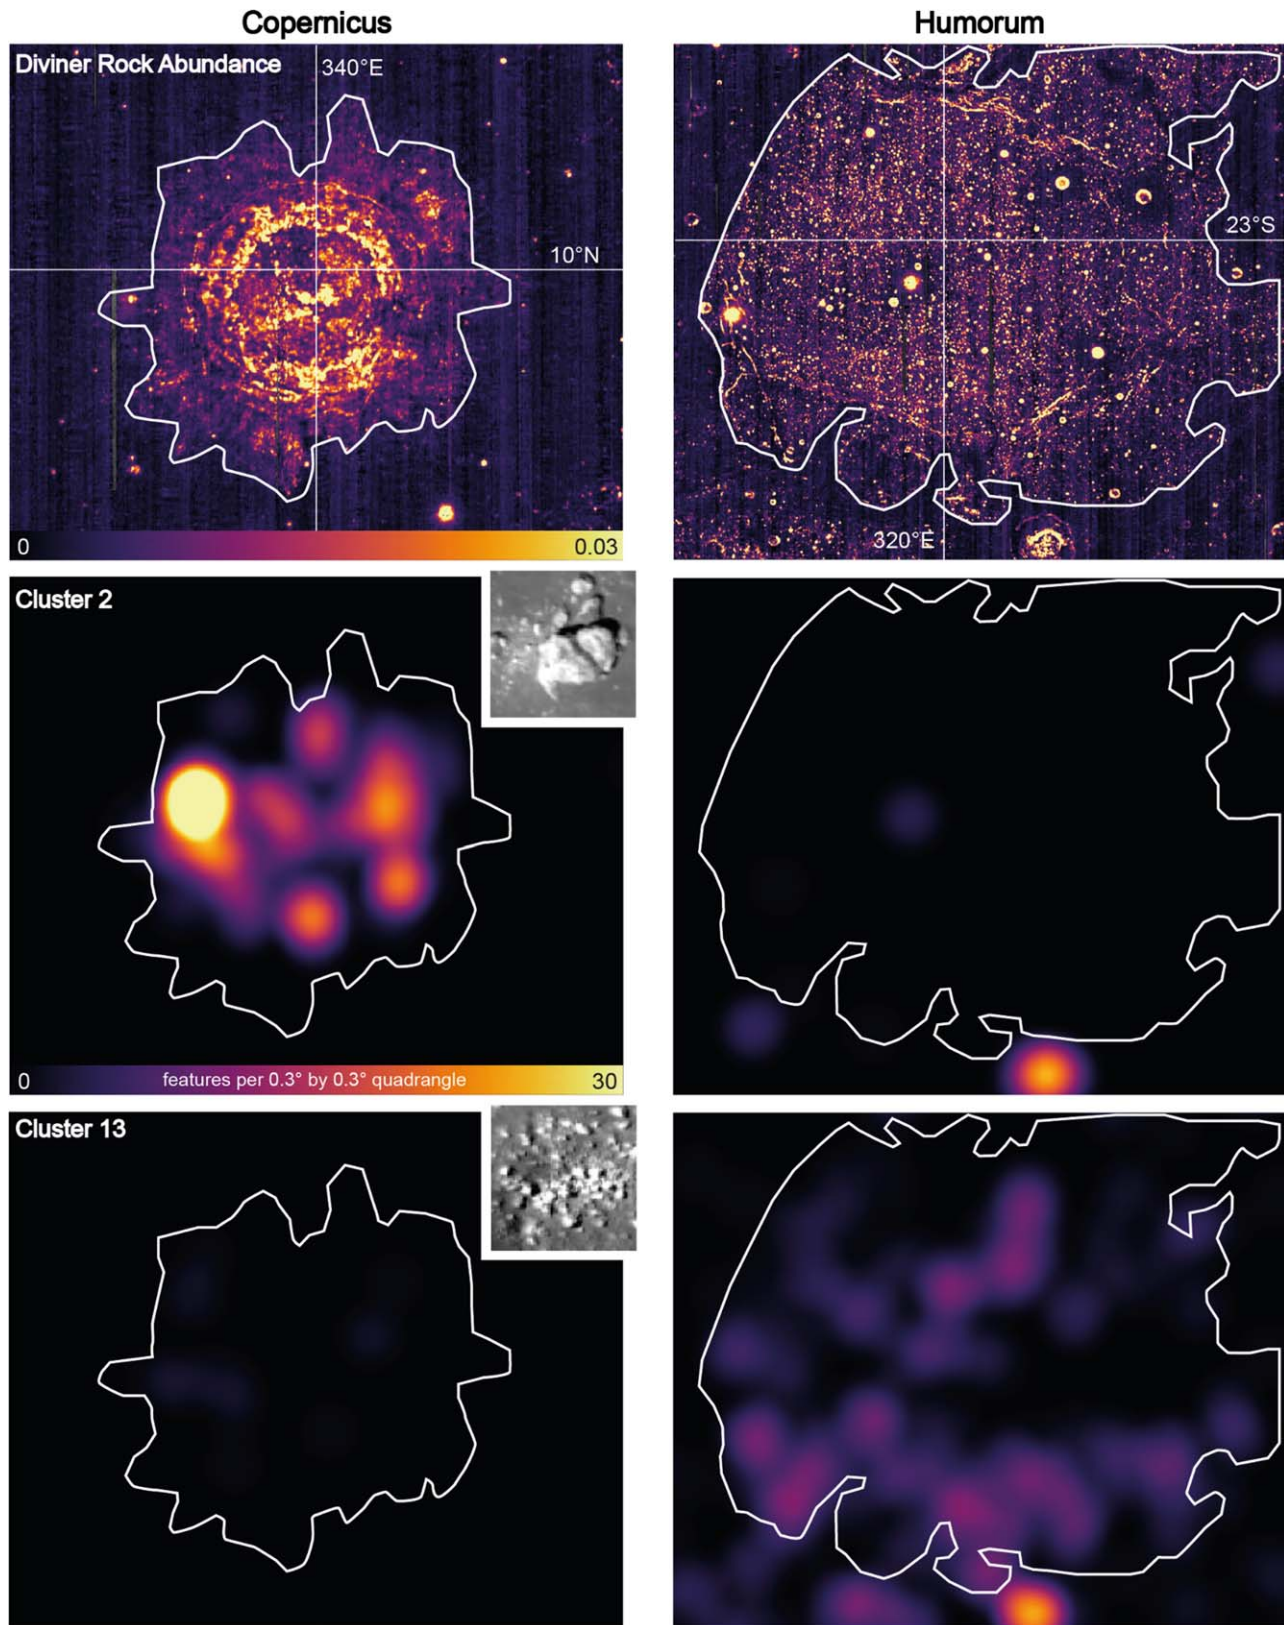 Copernicus
Humorum
Diviner Rock Abundance
340°E
10°N
23°S
0
0.03
320°E
Cluster 2
0
features per 0.3° by 0.3° quadrangle
30
Cluster 13